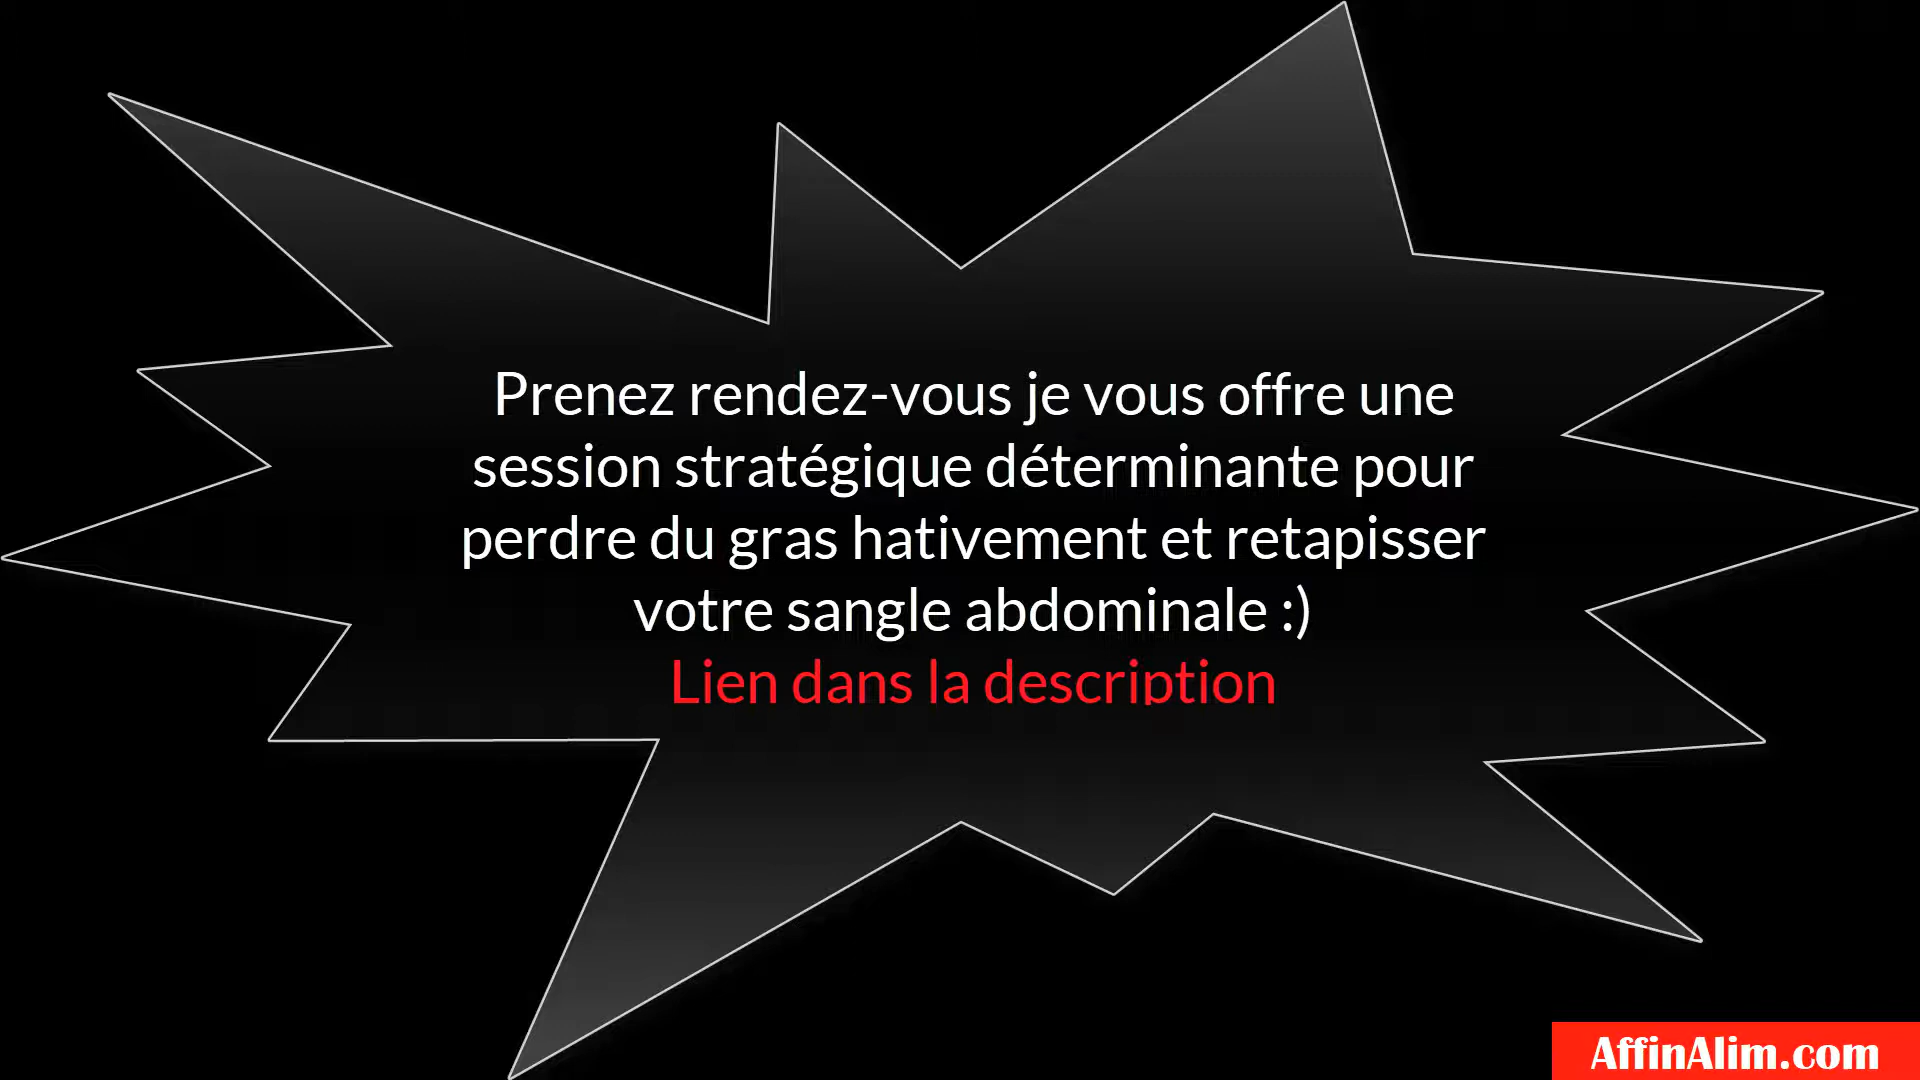 Prenez rendez-vous je vous offre une
session stratégique déterminante pour
perdre du gras hativement et retapisser
votre sangle abdominale :)
Lien dans la description
AffinAlim.com